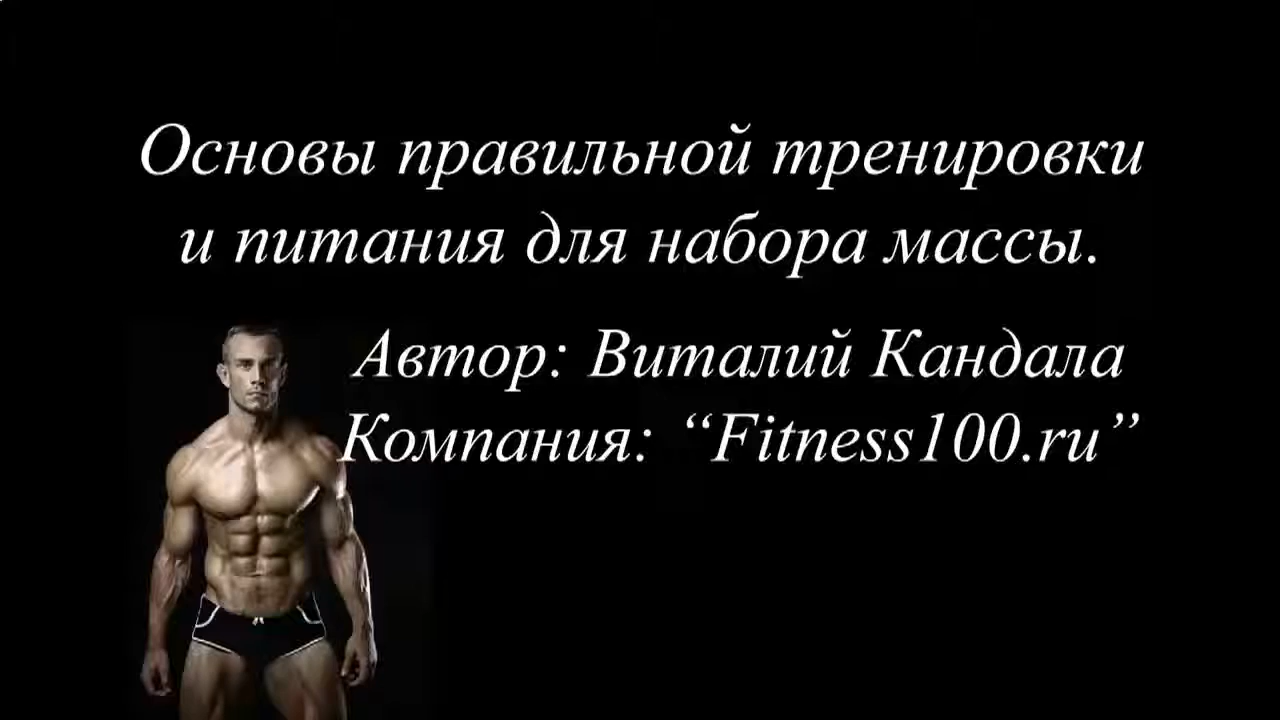 Основы правильной тренировки
и питания для набора массы.
Автор: Виталий Кандала
Компания: “Fitness100.ru”